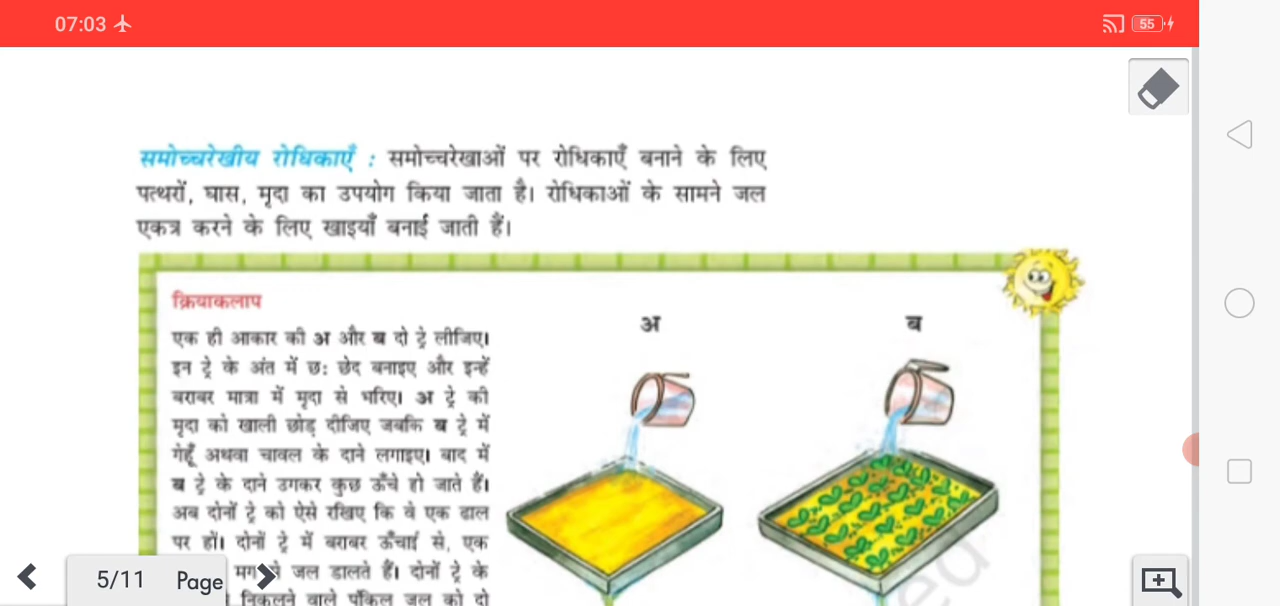 07:03
55
समोच्चरेखीय रोधिकाएँ : समोच्चरेखाओं पर रोधिकाएँ बनाने के लिए
पत्थरों, घास, मृदा का उपयोग किया जाता है। रोधिकाओं के सामने जल
एकत्र करने के लिए खाइयाँ बनाई जाती हैं।
क्रियाकलाप
एक ही आकार की अ और ब दो ट्रे लीजिए।
इन ट्रे के अंत में छः छेद बनाइए और इन्हें
बराबर मात्रा में मृदा से भरिए। अ ट्रे की
मृदा को खाली छोड़ दीजिए जबकि ब ट्रे में
गेहूँ अथवा चावल के दाने लगाइए। बाद में
ब ट्रे के दाने उगकर कुछ ऊँचे हो जाते हैं।
अब दोनों ट्रे को ऐसे रखिए कि वे एक ढाल
पर हों। दोनों ट्रे में बराबर ऊँचाई से, एक
मग से जल डालते हैं। दोनों ट्रे के
निकलने वाले पंकिल जल को दो
अ
ब
5/11 Page